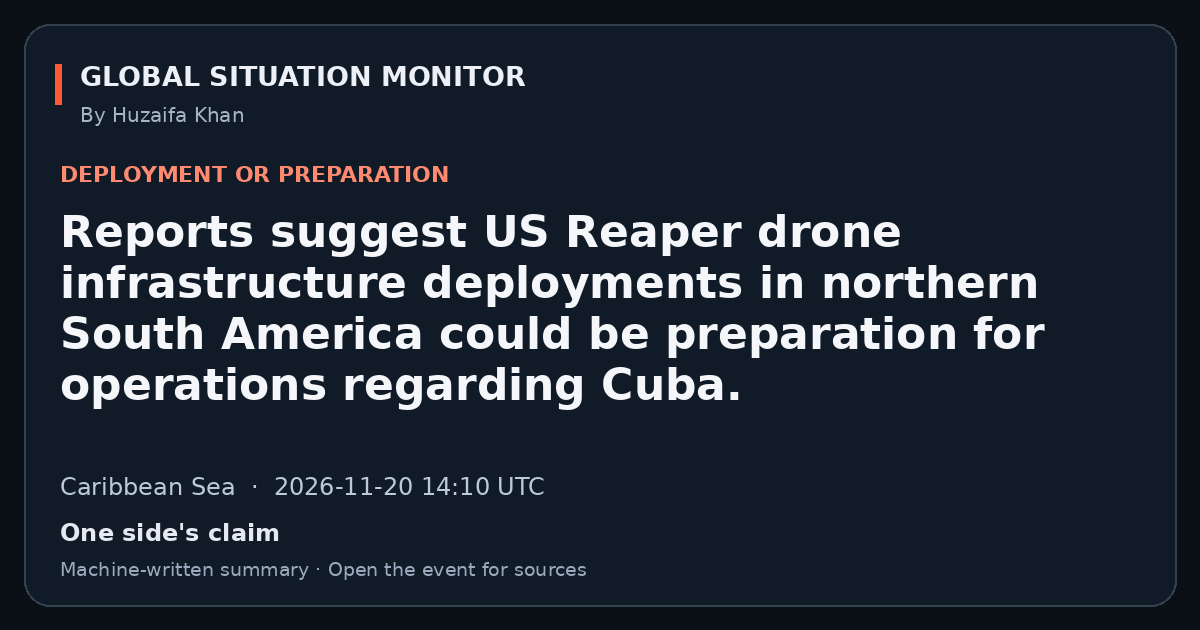 GLOBAL SITUATION MONITOR
By Huzaifa Khan
DEPLOYMENT OR PREPARATION
Reports suggest US Reaper drone
infrastructure deployments in northern
South America could be preparation for
operations regarding Cuba.
Caribbean Sea · 2026-11-20 14:10 UTC
One side's claim
Machine-written summary · Open the event for sources